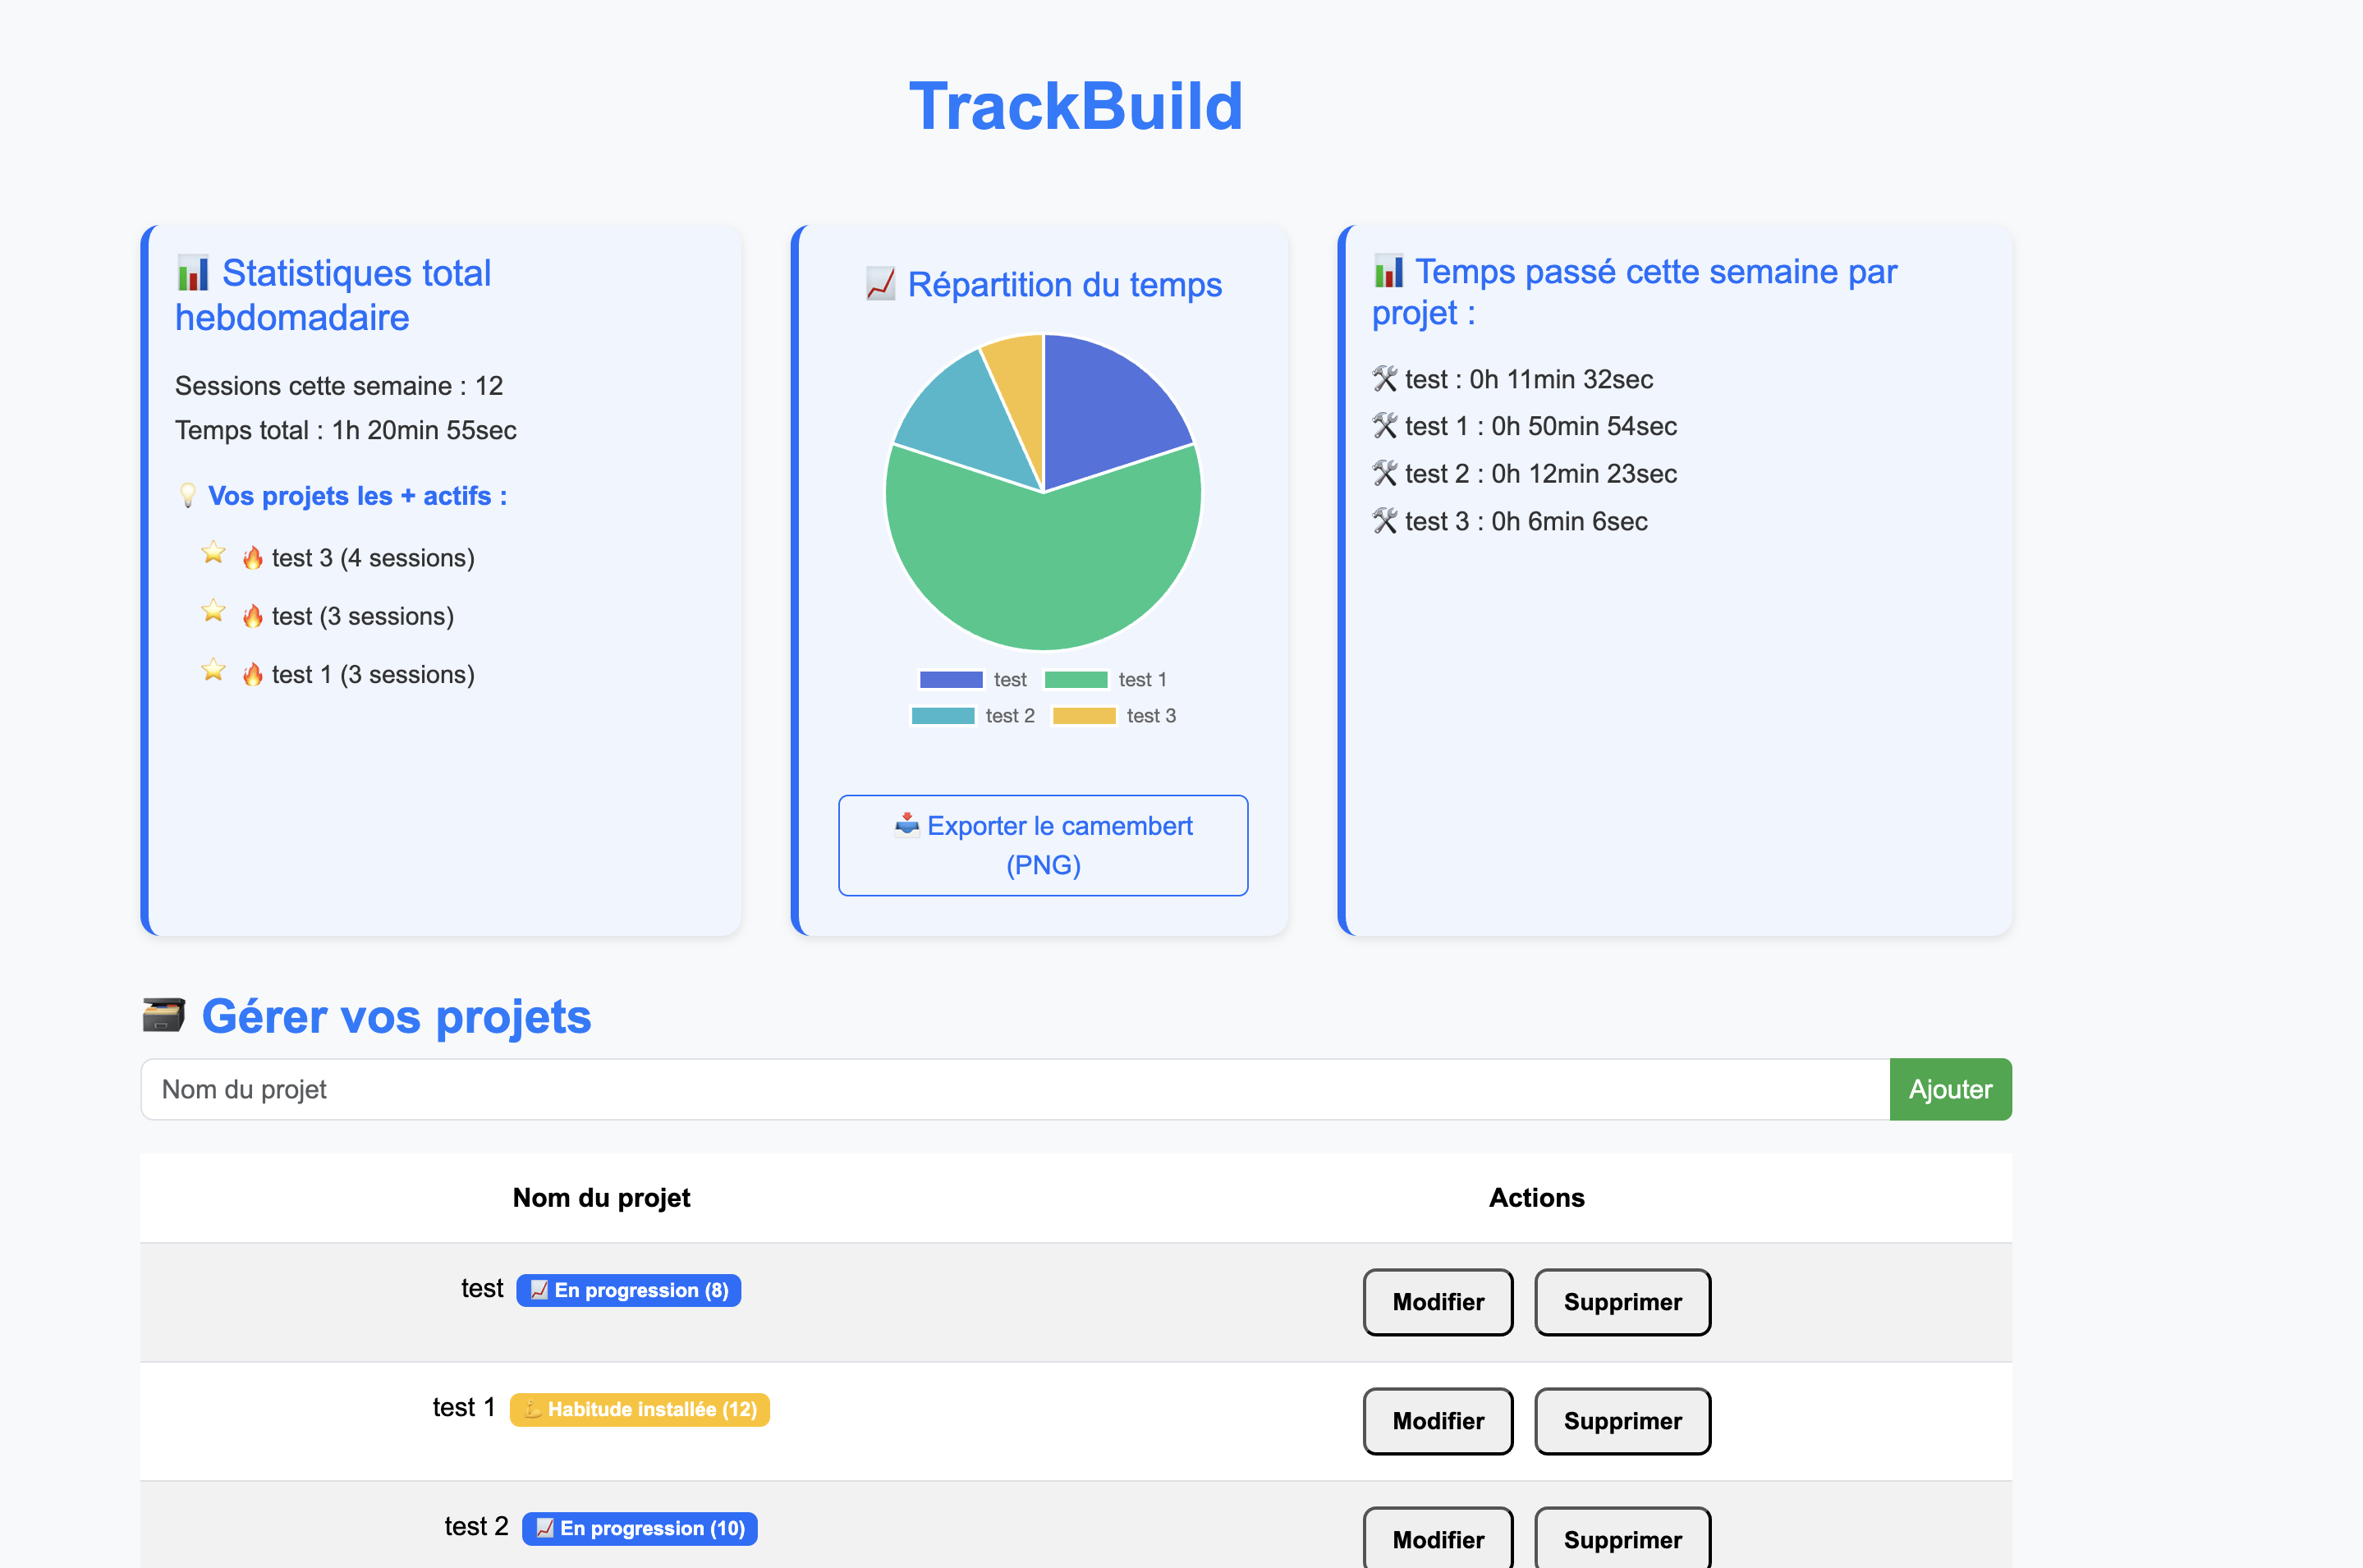 TrackBuild
📊 Statistiques total
hebdomadaire
Sessions cette semaine : 12
Temps total : 1h 20min 55sec
💡 Vos projets les + actifs :
⭐ 🔥 test 3 (4 sessions)
⭐ 🔥 test (3 sessions)
⭐ 🔥 test 1 (3 sessions)
📈 Répartition du temps
test test 1
test 2 test 3
📥 Exporter le camembert
(PNG)
📊 Temps passé cette semaine par
projet :
🛠 test : 0h 11min 32sec
🛠 test 1 : 0h 50min 54sec
🛠 test 2 : 0h 12min 23sec
🛠 test 3 : 0h 6min 6sec
🗃 Gérer vos projets
Nom du projet Ajouter
Nom du projet Actions
test 📈 En progression (8) Modifier Supprimer
test 1 💪 Habitude installée (12) Modifier Supprimer
test 2 📈 En progression (10) Modifier Supprimer